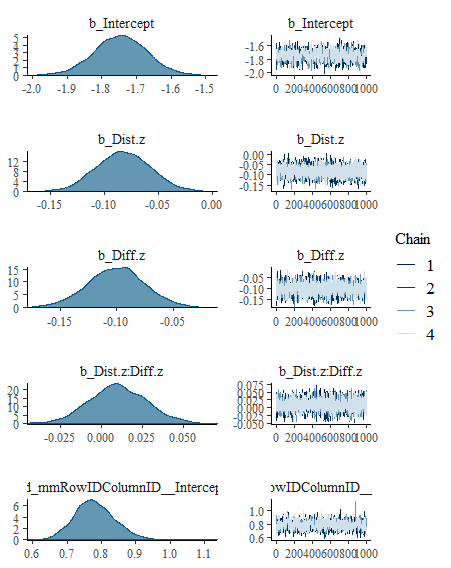 b_Intercept
b_Intercept
5
4
3
2
1
0
-1.6
-1.8
-2.0
-2.0 -1.9 -1.8 -1.7 -1.6 -1.5
0 200400600800 1000
b_Dist.z
b_Dist.z
12
8
4
0
0.00
-0.05
-0.10
-0.15
-0.15 -0.10 -0.05 0.00
0 200400600800 1000
b_Diff.z
b_Diff.z
15
10
5
0
-0.05
-0.10
-0.15
-0.15 -0.10 -0.05
0 200400600800 1000
Chain
1
2
3
4
b_Dist.z:Diff.z
b_Dist.z:Diff.z
20
15
10
5
0
0.075
0.050
0.025
0.000
-0.025
-0.050
-0.025 0.000 0.025 0.050
0 200400600800 1000
l_mmRowIDColumnID__Intercep
owIDColumnID__
6
4
2
0
1.0
0.8
0.6
0.6 0.7 0.8 0.9 1.0 1.1
0 200400600800 1000